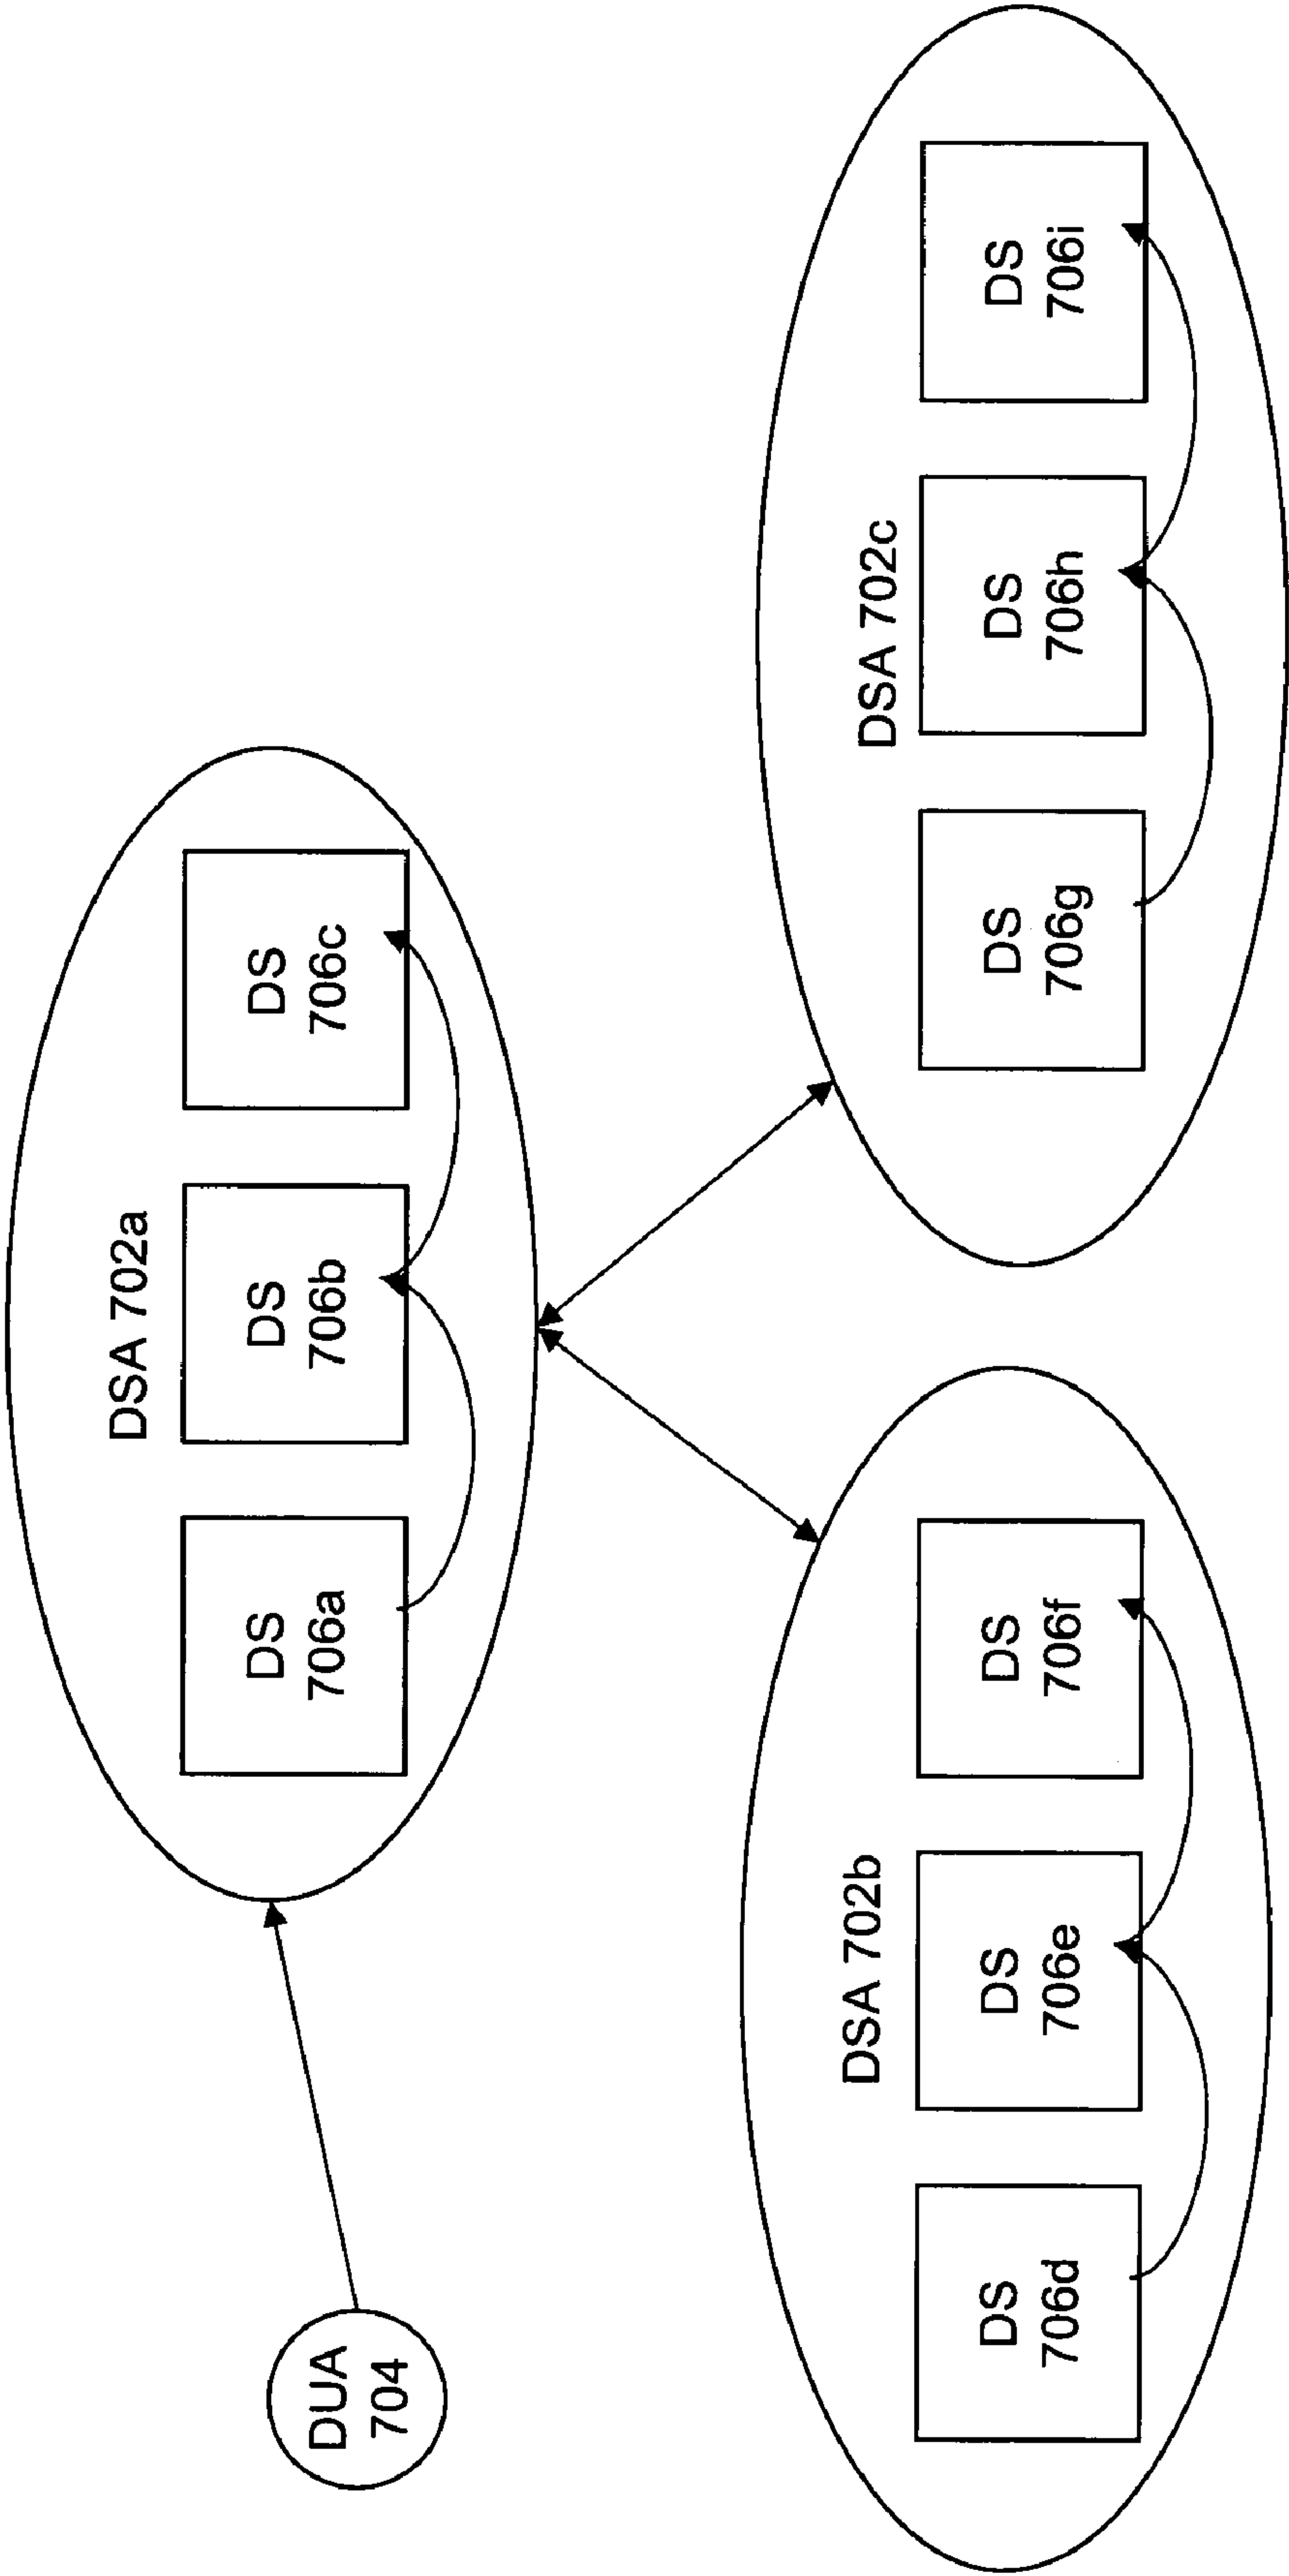 DUA
704
DSA 702a
DS
706a
DS
706b
DS
706c
DSA 702b
DS
706d
DS
706e
DS
706f
DSA 702c
DS
706g
DS
706h
DS
706i